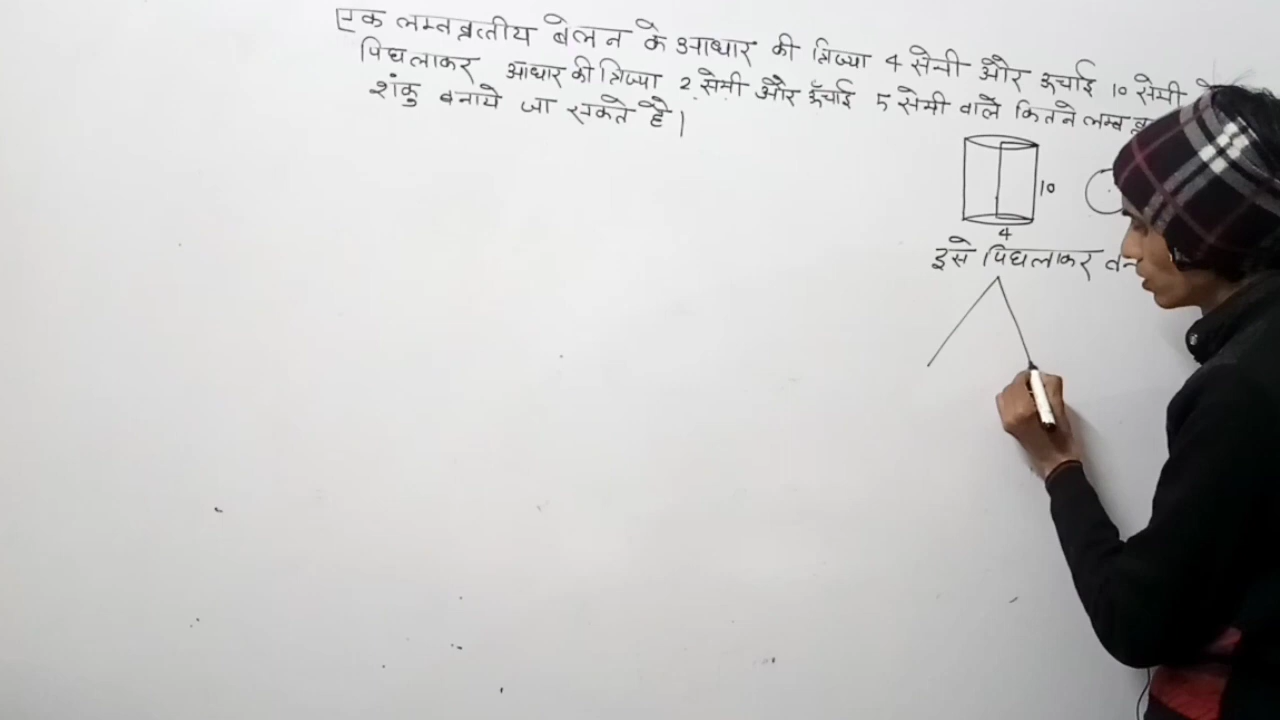 एक लम्बवृत्तीय बेलन के आधार की त्रिज्या 4 सेमी और ऊचाई 10 सेमी
पिघलाकर आधार की त्रिज्या 2 सेमी और ऊँचाई 5 सेमी वाले कितने लम्ब
शंकु बनाये जा सकते है।
10
4
इसे पिघलाकर